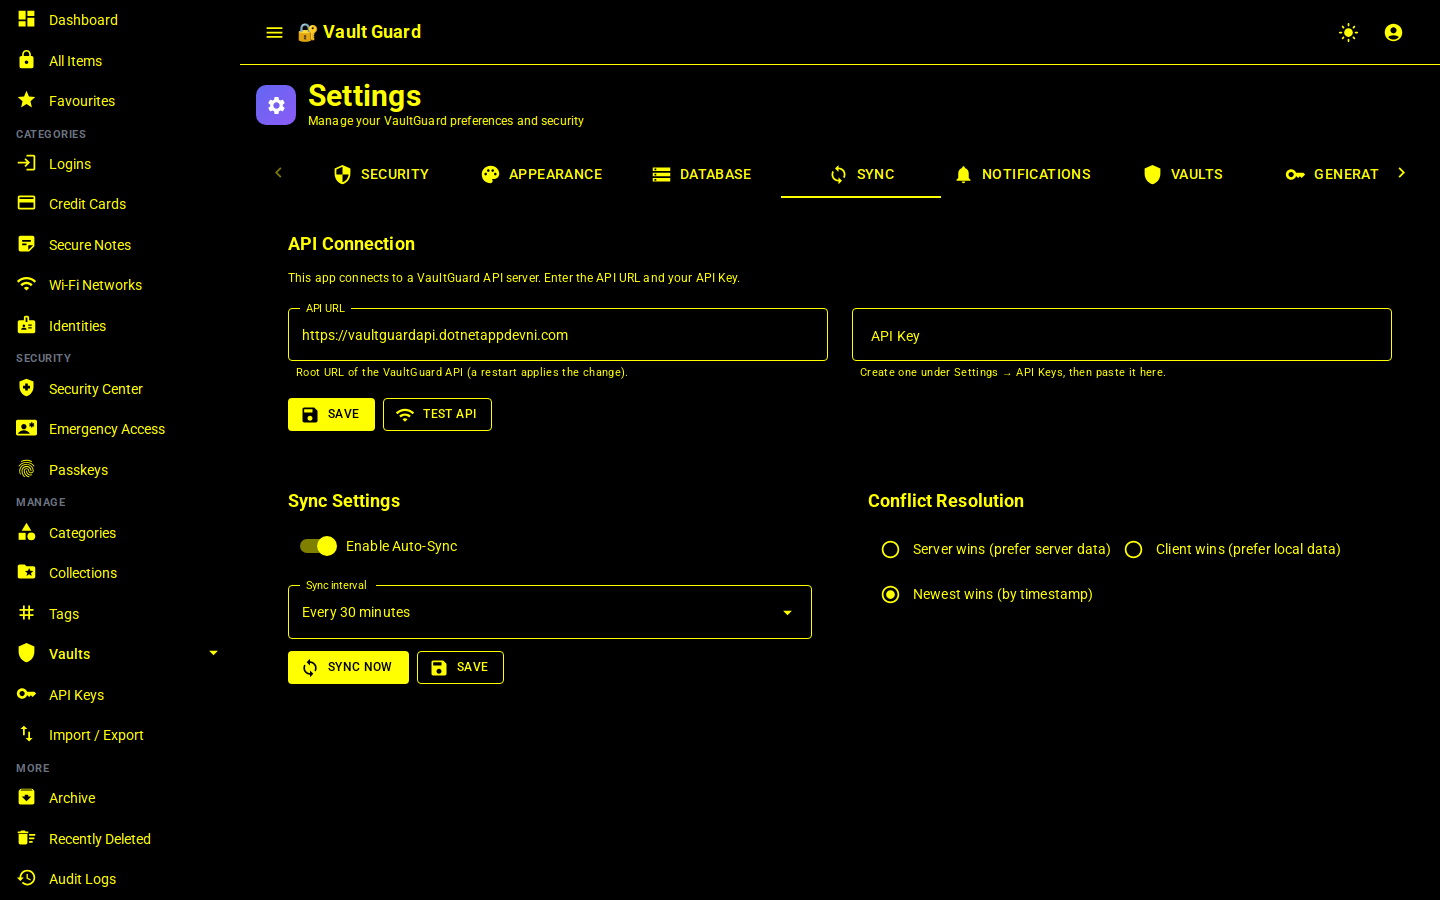 Dashboard
All Items
Favourites
CATEGORIES
Logins
Credit Cards
Secure Notes
Wi-Fi Networks
Identities
SECURITY
Security Center
Emergency Access
Passkeys
MANAGE
Categories
Collections
Tags
Vaults
API Keys
Import / Export
MORE
Archive
Recently Deleted
Audit Logs
Vault Guard
Settings
Manage your VaultGuard preferences and security
SECURITY APPEARANCE DATABASE SYNC NOTIFICATIONS VAULTS GENERAT
API Connection
This app connects to a VaultGuard API server. Enter the API URL and your API Key.
API URL
https://vaultguardapi.dotnetappdevni.com
Root URL of the VaultGuard API (a restart applies the change).
API Key
Create one under Settings → API Keys, then paste it here.
SAVE TEST API
Sync Settings
Enable Auto-Sync
Sync interval
Every 30 minutes
SYNC NOW SAVE
Conflict Resolution
Server wins (prefer server data) Client wins (prefer local data)
Newest wins (by timestamp)